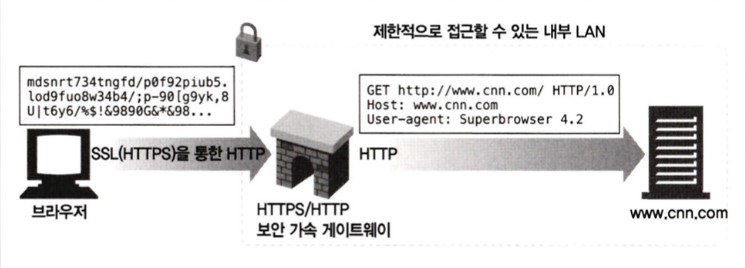 제한적으로 접근할 수 있는 내부 LAN
mdsnrt734tngfd/p0f92piub5.
lod9fuo8w34b4/;p-90[g9yk,8
U|t6y6/%$!&9890G&*&98...
GET http://www.cnn.com/ HTTP/1.0
Host: www.cnn.com
User-agent: Superbrowser 4.2
SSL(HTTPS)을 통한 HTTP
HTTP
브라우저
HTTPS/HTTP
보안 가속 게이트웨이
www.cnn.com